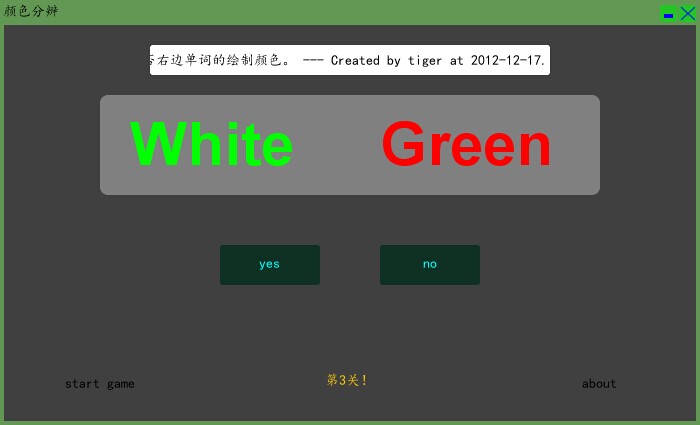 颜色分辨
右边单词的绘制颜色。 --- Created by tiger at 2012-12-17.
White Green
yes no
start game 第3关! about